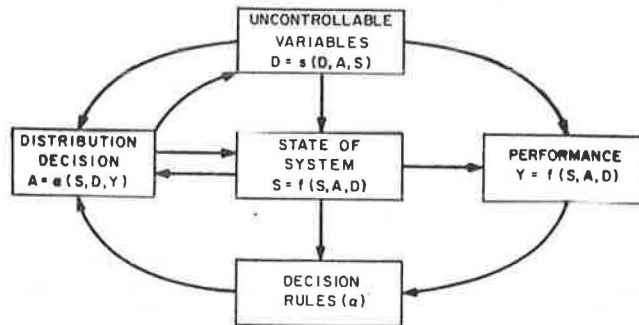 UNCONTROLLABLE
VARIABLES
D = s (D, A, S)
DISTRIBUTION
DECISION
A = a (S, D, Y)
STATE OF
SYSTEM
S = f (S, A, D)
PERFORMANCE
Y = f (S, A, D)
DECISION
RULES (a)